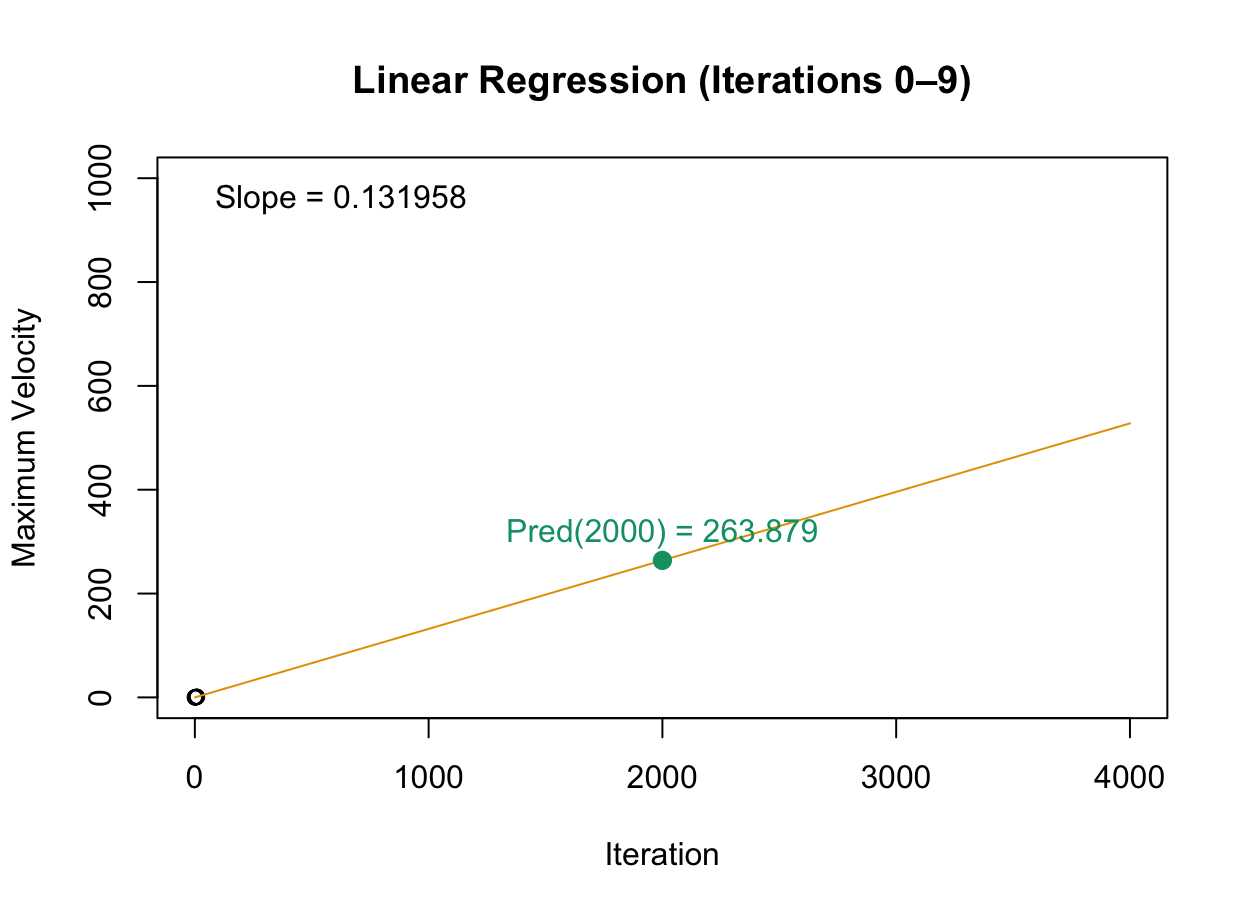 Linear Regression (Iterations 0–9)
Slope = 0.131958
Pred(2000) = 263.879
Maximum Velocity
1000
800
600
400
200
0
0 1000 2000 3000 4000
Iteration